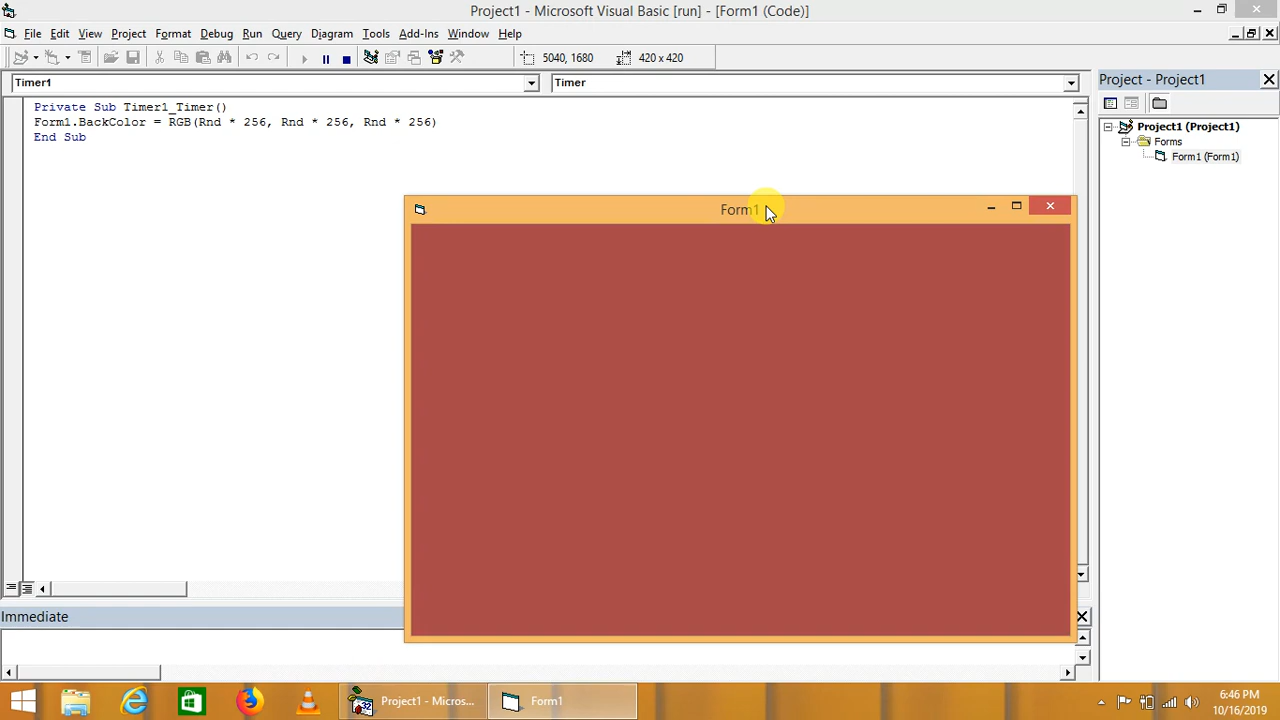 Project1 - Microsoft Visual Basic [run] - [Form1 (Code)]
File Edit View Project Format Debug Run Query Diagram Tools Add-Ins Window Help
5040, 1680 420 x 420
Timer1 Timer
Project - Project1
Private Sub Timer1_Timer()
Form1.BackColor = RGB(Rnd * 256, Rnd * 256, Rnd * 256)
End Sub
Project1 (Project1)
Forms
Form1 (Form1)
Form1
Immediate
Project1 - Micros... Form1
6:46 PM
10/16/2019